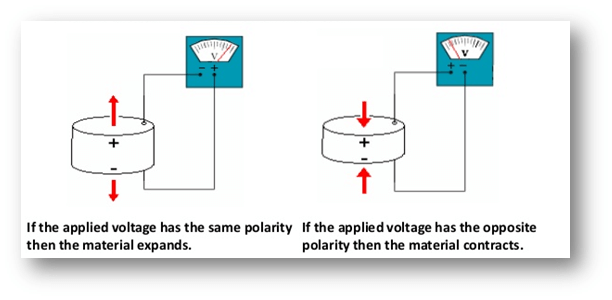 V
- +
+
-
If the applied voltage has the same polarity
then the material expands.
V
+ -
+
-
If the applied voltage has the opposite
polarity then the material contracts.